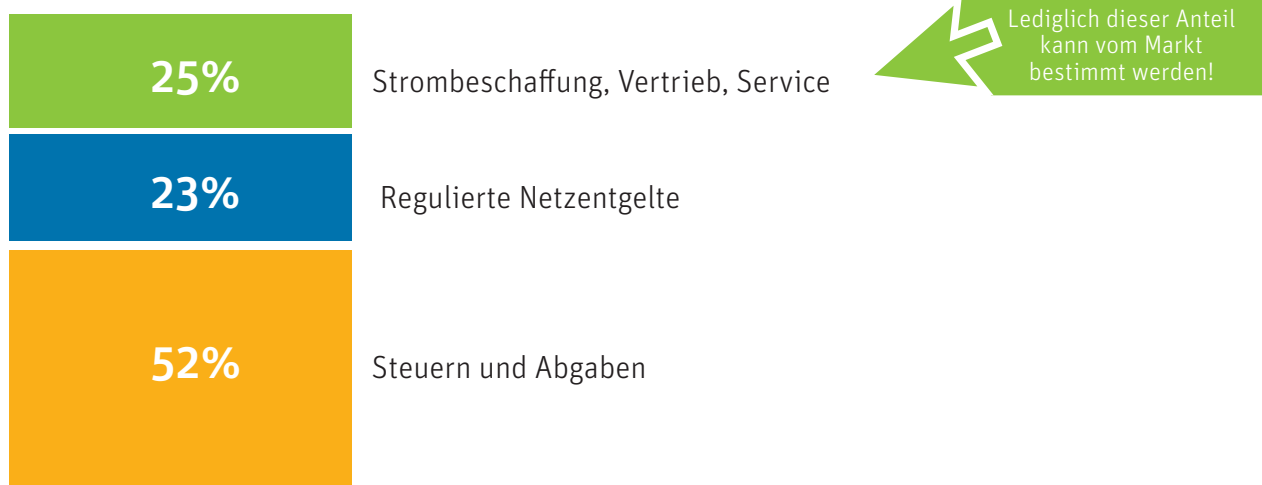 Lediglich dieser Anteil
kann vom Markt
bestimmt werden!
25%
Strombeschaffung, Vertrieb, Service
23%
Regulierte Netzentgelte
52%
Steuern und Abgaben